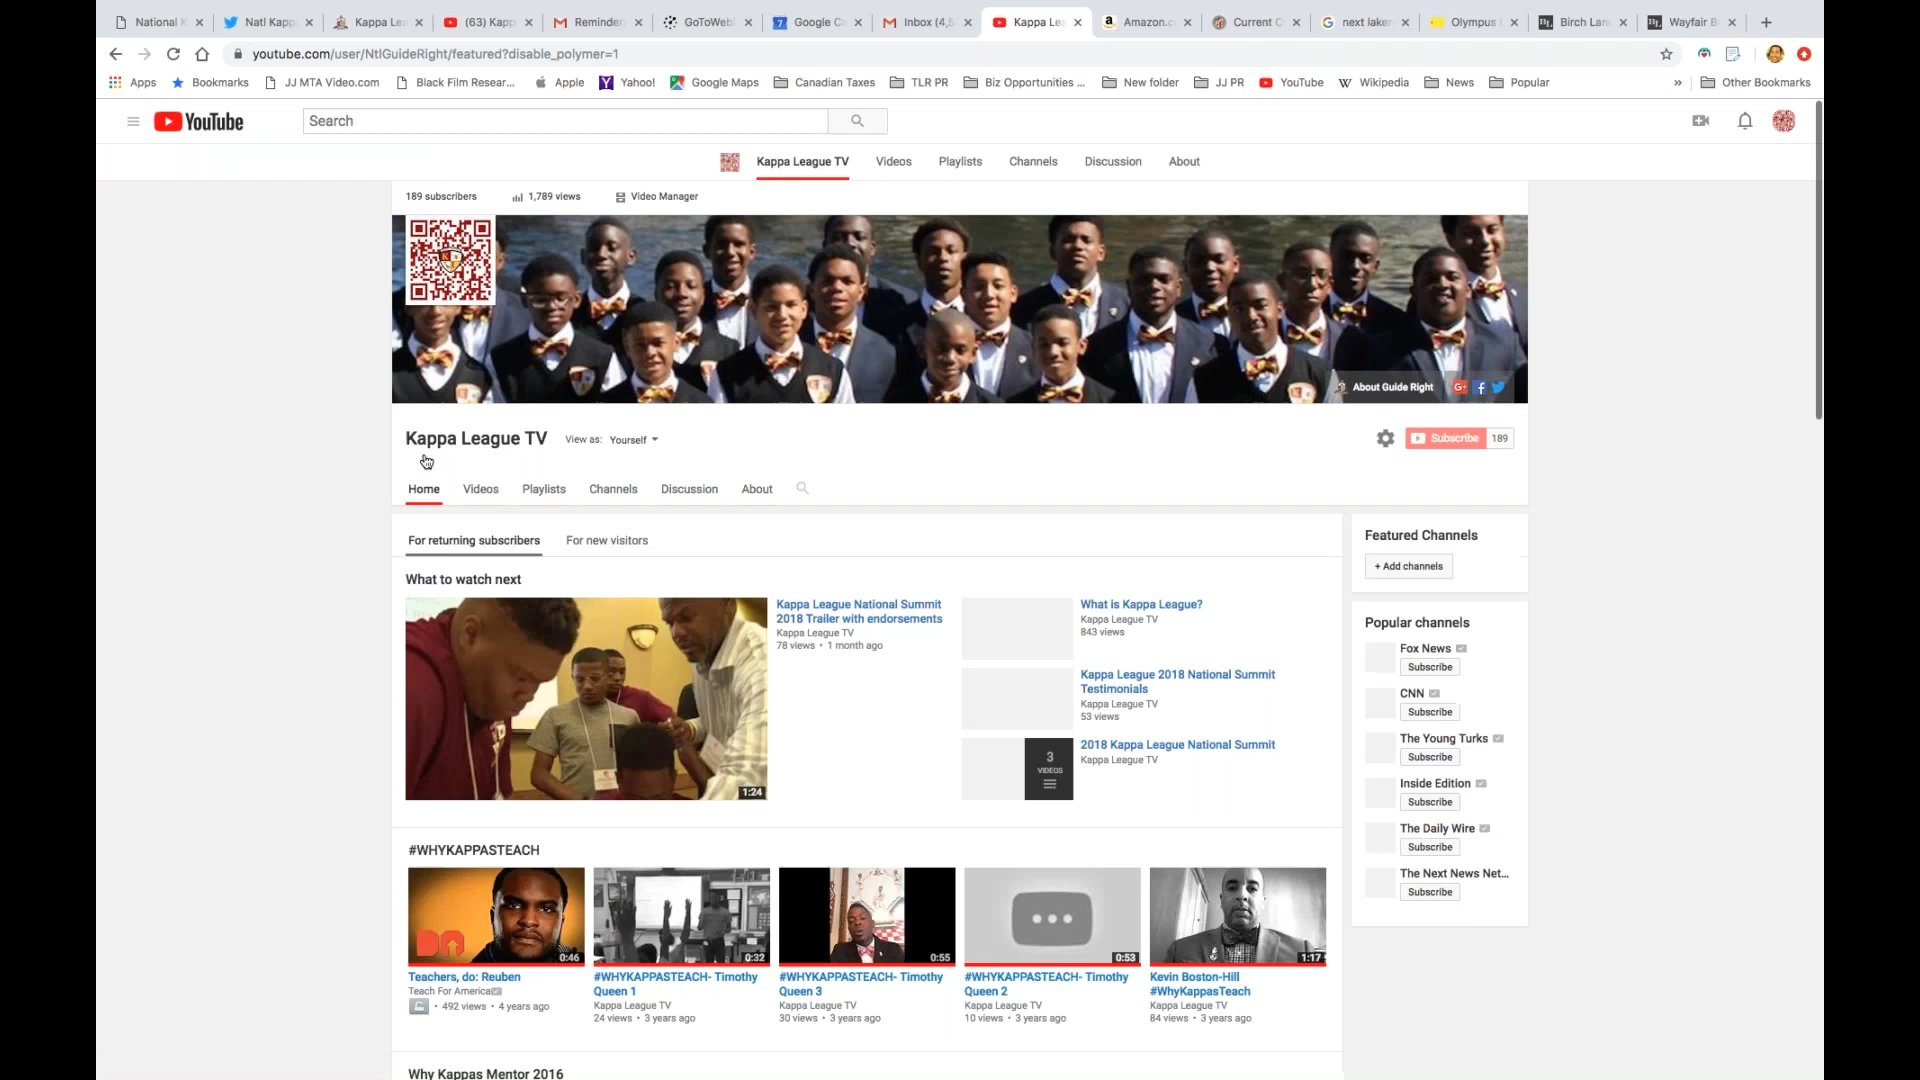 National K
Natl Kapp
Kappa Lea
(63) Kapp
Reminder
GoToWeb
Google C
Inbox (4,5
Kappa Lea
Amazon.c
Current C
next laker
Olympus
Birch Lan
Wayfair B
youtube.com/user/NtlGuideRight/featured?disable_polymer=1
Apps Bookmarks JJ MTA Video.com Black Film Resear... Apple Yahoo! Google Maps Canadian Taxes TLR PR Biz Opportunities ... New folder JJ PR YouTube Wikipedia News Popular » Other Bookmarks
YouTube
Search
Kappa League TV Videos Playlists Channels Discussion About
189 subscribers 1,789 views Video Manager
About Guide Right
Kappa League TV View as: Yourself
Subscribe 189
Home Videos Playlists Channels Discussion About
For returning subscribers For new visitors
What to watch next
1:24
Kappa League National Summit
2018 Trailer with endorsements
Kappa League TV
78 views • 1 month ago
What is Kappa League?
Kappa League TV
843 views
Kappa League 2018 National Summit
Testimonials
Kappa League TV
53 views
3
VIDEOS
2018 Kappa League National Summit
Kappa League TV
Featured Channels
+ Add channels
Popular channels
Fox News
Subscribe
CNN
Subscribe
The Young Turks
Subscribe
Inside Edition
Subscribe
The Daily Wire
Subscribe
The Next News Net...
Subscribe
#WHYKAPPASTEACH
0:46
Teachers, do: Reuben
Teach For America
• 492 views • 4 years ago
0:32
#WHYKAPPASTEACH- Timothy
Queen 1
Kappa League TV
24 views • 3 years ago
0:55
#WHYKAPPASTEACH- Timothy
Queen 3
Kappa League TV
30 views • 3 years ago
0:53
#WHYKAPPASTEACH- Timothy
Queen 2
Kappa League TV
10 views • 3 years ago
1:17
Kevin Boston-Hill
#WhyKappasTeach
Kappa League TV
84 views • 3 years ago
Why Kappas Mentor 2016